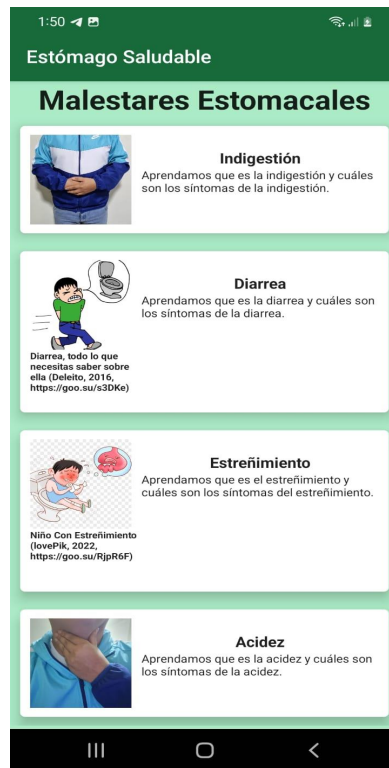 1:50
Estómago Saludable
Malestares Estomacales
Indigestión
Aprendamos que es la indigestión y cuáles
son los síntomas de la indigestión.
Diarrea
Aprendamos que es la diarrea y cuáles son
los síntomas de la diarrea.
Diarrea, todo lo que
necesitas saber sobre
ella (Deleito, 2016,
https://goo.su/s3DKe)
Estreñimiento
Aprendamos que es el estreñimiento y
cuáles son los síntomas del estreñimiento.
Niño Con Estreñimiento
(lovePik, 2022,
https://goo.su/RjpR6F)
Acidez
Aprendamos que es la acidez y cuáles son
los síntomas de la acidez.